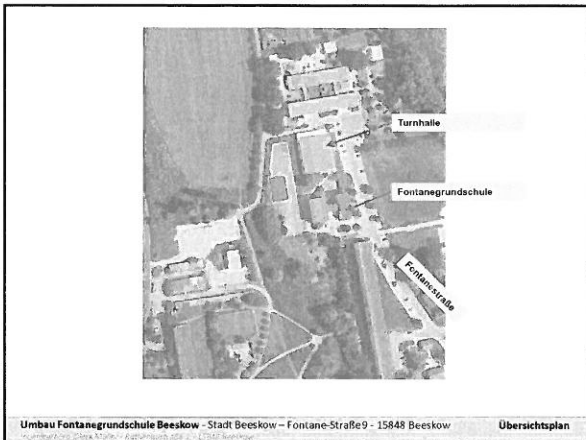 Turnhalle
Fontanegrundschule
Fontanestraße
Umbau Fontanegrundschule Beeskow - Stadt Beeskow – Fontane-Straße 9 - 15848 Beeskow Übersichtsplan